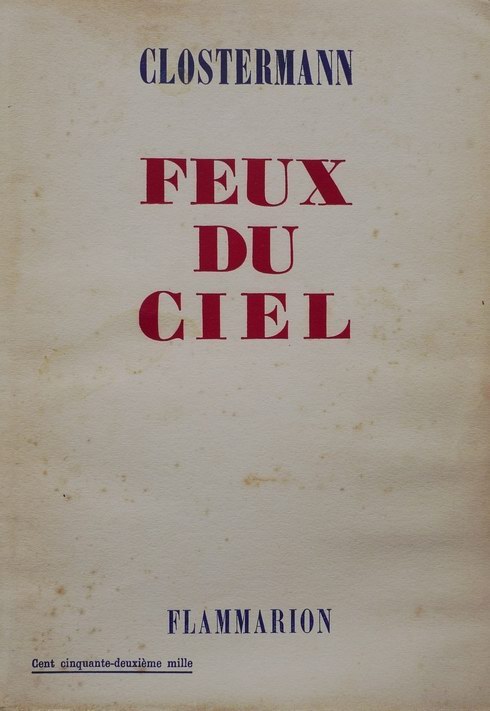 CLOSTERMANN
FEUX
DU
CIEL
FLAMMARION
Cent cinquante-deuxième mille